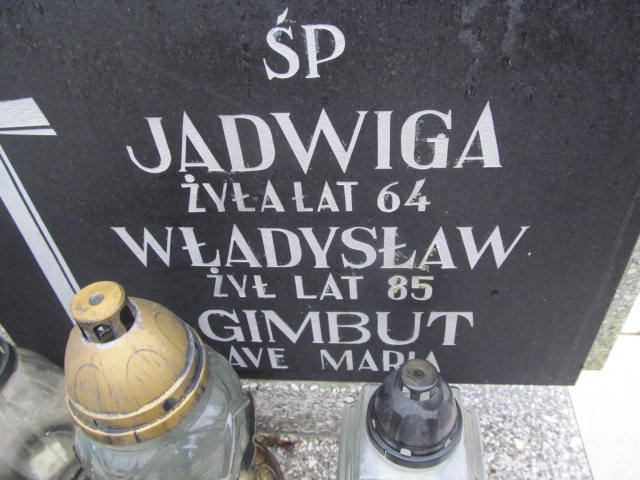 ŚP
JADWIGA
ŻYŁA LAT 64
WŁADYSŁAW
ŻYŁ LAT 85
GIMBUT
AVE MARIA